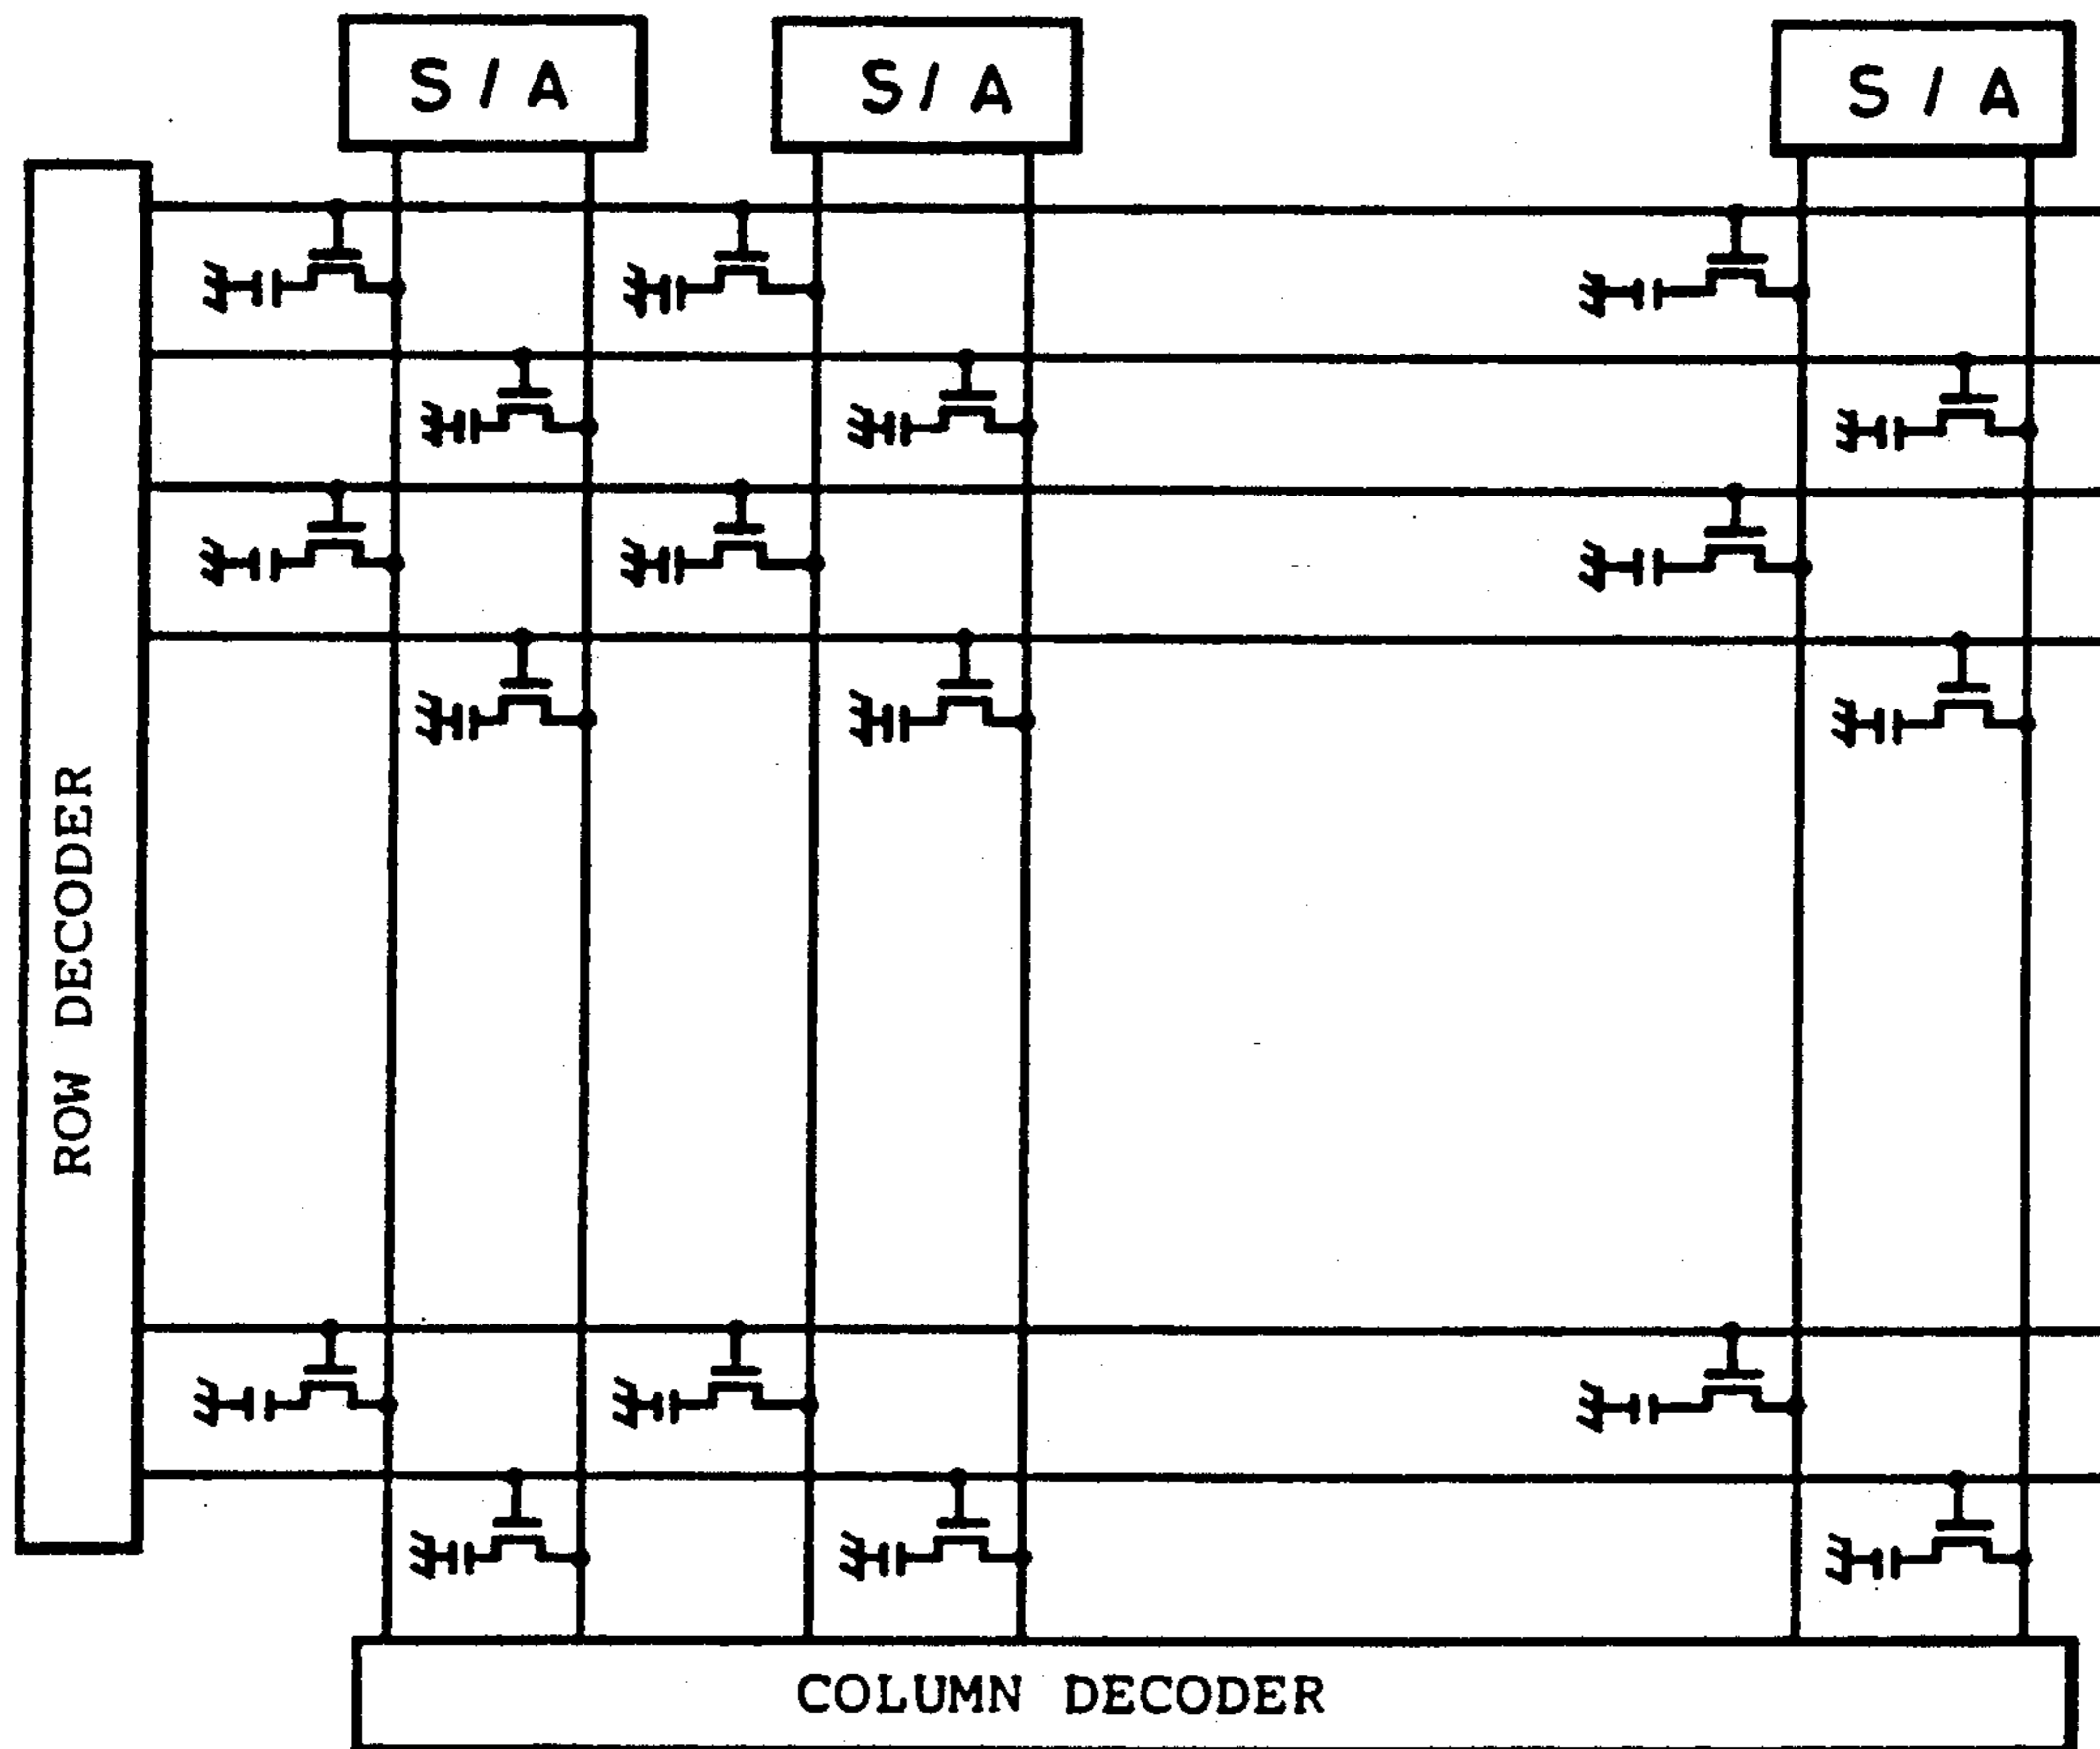 S / A
S / A
S / A
ROW DECODER
COLUMN DECODER